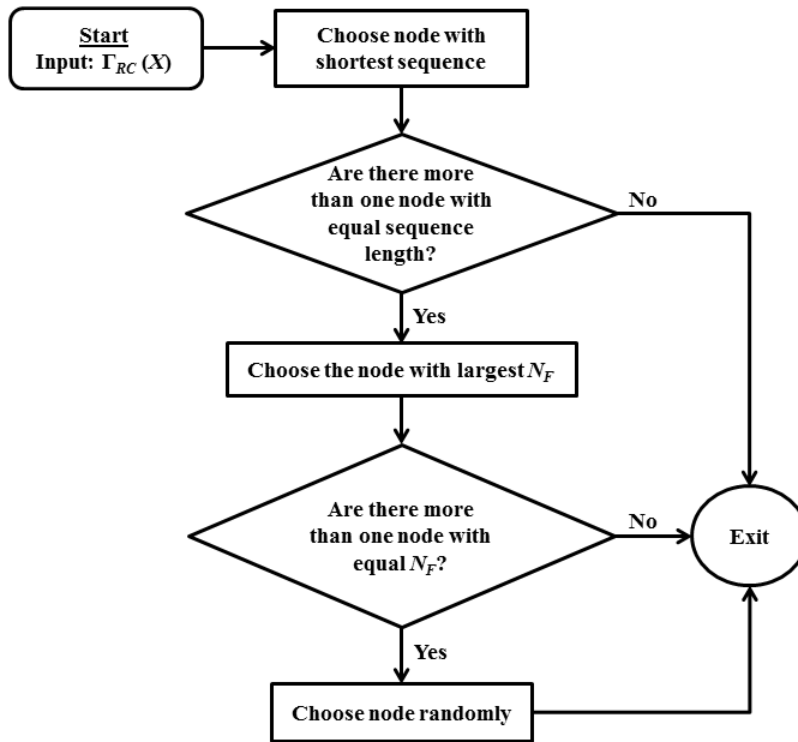 Start
Input: Γ_RC (X)
Choose node with
shortest sequence
Are there more
than one node with
equal sequence
length?
No
Yes
Choose the node with largest N_F
Are there more
than one node with
equal N_F?
No
Exit
Yes
Choose node randomly